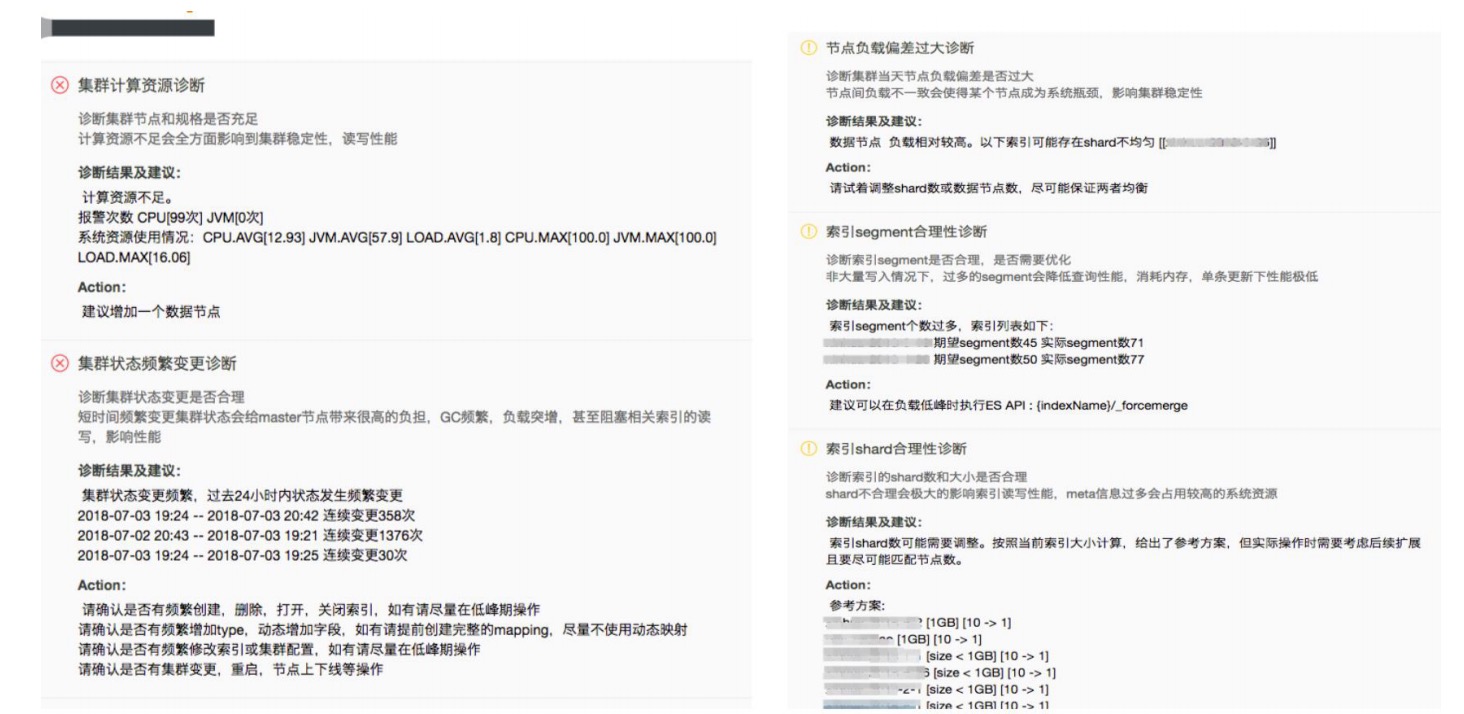 集群计算资源诊断
诊断集群节点和规格是否充足
计算资源不足会全方面影响到集群稳定性，读写性能
诊断结果及建议：
计算资源不足。
报警次数 CPU[99次] JVM[0次]
系统资源使用情况：CPU.AVG[12.93] JVM.AVG[57.9] LOAD.AVG[1.8] CPU.MAX[100.0] JVM.MAX[100.0]
LOAD.MAX[16.06]
Action：
建议增加一个数据节点
集群状态频繁变更诊断
诊断集群状态变更是否合理
短时间频繁变更集群状态会给master节点带来很高的负担，GC频繁，负载突增，甚至阻塞相关索引的读
写，影响性能
诊断结果及建议：
集群状态变更频繁，过去24小时内状态发生频繁变更
2018-07-03 19:24 -- 2018-07-03 20:42 连续变更358次
2018-07-02 20:43 -- 2018-07-03 19:21 连续变更1376次
2018-07-03 19:24 -- 2018-07-03 19:25 连续变更30次
Action：
请确认是否有频繁创建，删除，打开，关闭索引，如有请尽量在低峰期操作
请确认是否有频繁增加type，动态增加字段，如有请提前创建完整的mapping，尽量不使用动态映射
请确认是否有频繁修改索引或集群配置，如有请尽量在低峰期操作
请确认是否有集群变更，重启，节点上下线等操作
节点负载偏差过大诊断
诊断集群当天节点负载偏差是否过大
节点间负载不一致会使得某个节点成为系统瓶颈，影响集群稳定性
诊断结果及建议：
数据节点 负载相对较高。以下索引可能存在shard不均匀 [[ ]]
Action：
请试着调整shard数或数据节点数，尽可能保证两者均衡
索引segment合理性诊断
诊断索引segment是否合理，是否需要优化
非大量写入情况下，过多的segment会降低查询性能，消耗内存，单条更新下性能极低
诊断结果及建议：
索引segment个数过多，索引列表如下：
期望segment数45 实际segment数71
期望segment数50 实际segment数77
Action：
建议可以在负载低峰时执行ES API : {indexName}/_forcemerge
索引shard合理性诊断
诊断索引的shard数和大小是否合理
shard不合理会极大的影响索引读写性能，meta信息过多会占用较高的系统资源
诊断结果及建议：
索引shard数可能需要调整。按照当前索引大小计算，给出了参考方案，但实际操作时需要考虑后续扩展
且要尽可能匹配节点数。
Action：
参考方案:
[1GB] [10 -> 1]
[1GB] [10 -> 1]
[size < 1GB] [10 -> 1]
[size < 1GB] [10 -> 1]
[size < 1GB] [10 -> 1]
[size < 1GB] [10 -> 1]